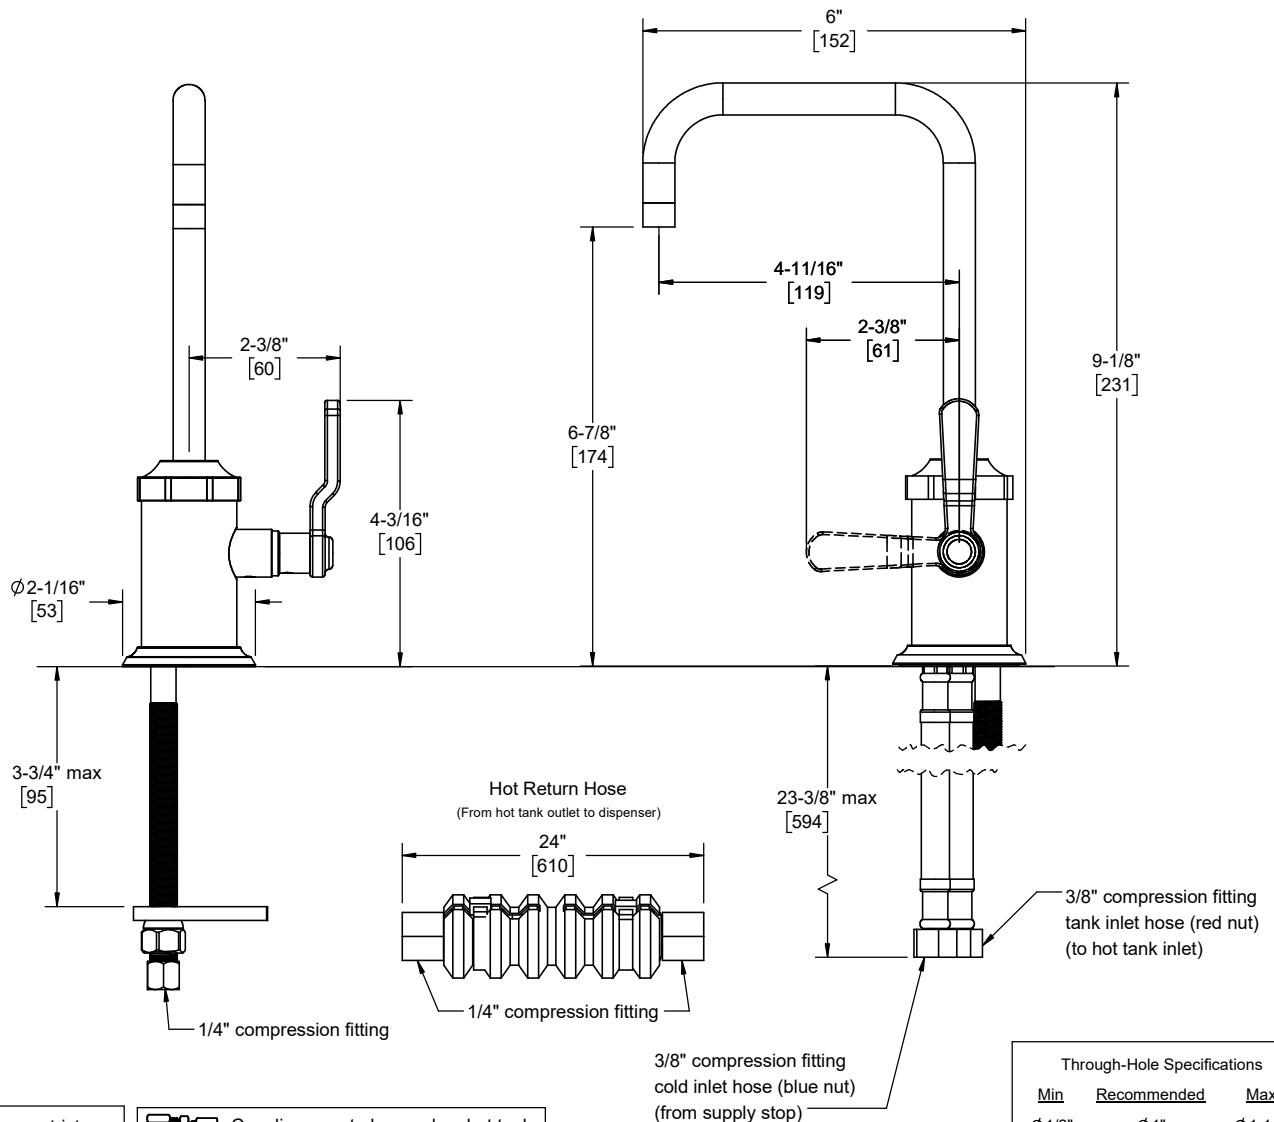 6"
[152]
4-11/16"
[119]
2-3/8"
[61]
9-1/8"
[231]
2-3/8"
[60]
6-7/8"
[174]
4-3/16"
[106]
Ø2-1/16"
[53]
3-3/4" max
[95]
Hot Return Hose
(From hot tank outlet to dispenser)
24"
[610]
23-3/8" max
[594]
3/8" compression fitting
tank inlet hose (red nut)
(to hot tank inlet)
1/4" compression fitting
1/4" compression fitting
3/8" compression fitting
cold inlet hose (blue nut)
(from supply stop)
Through-Hole Specifications
Min Recommended Max